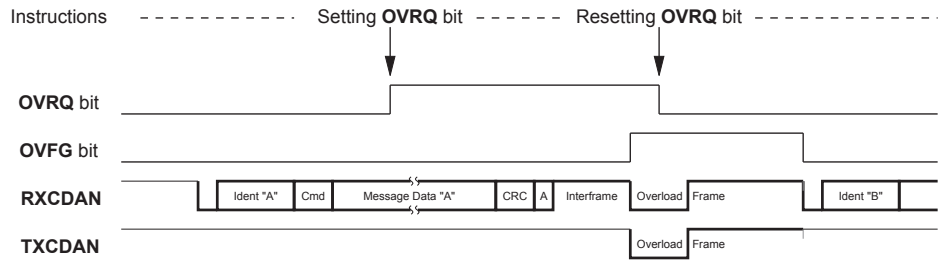 Instructions Setting OVRQ bit Resetting OVRQ bit
OVRQ bit
OVFG bit
RXCDAN Ident "A" Cmd Message Data "A" CRC A Interframe Overload Frame Ident "B"
TXCDAN Overload Frame